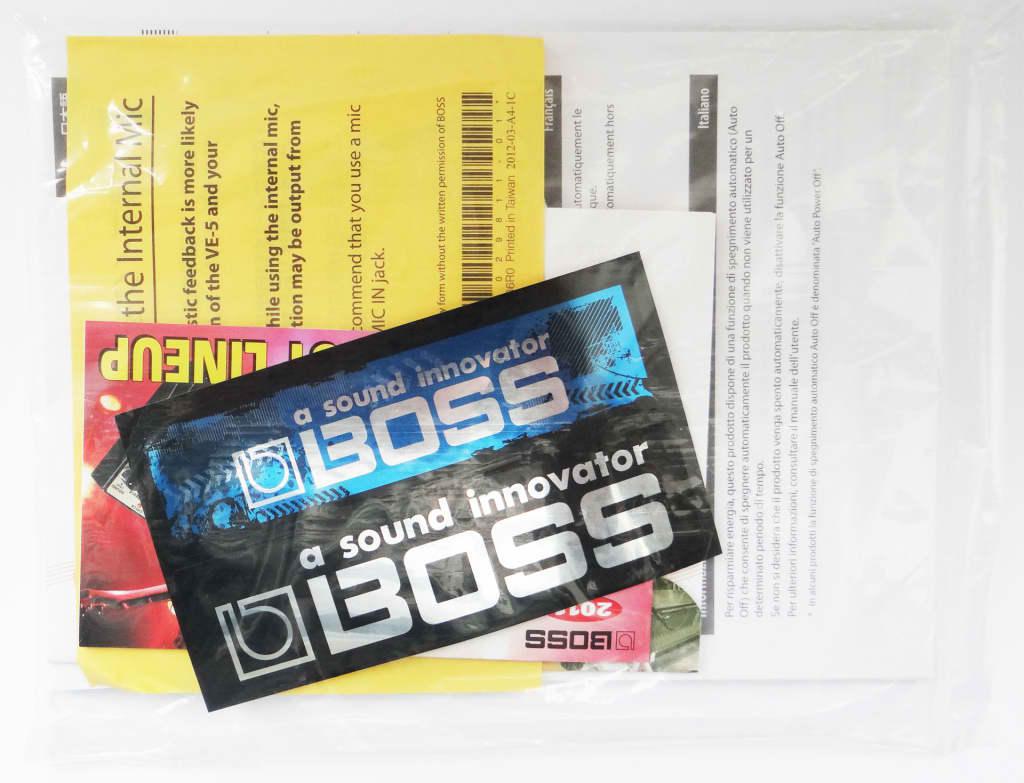 the Internal Mic
stic feedback is more likely
n of the VE-5 and your
hile using the internal mic,
tion may be output from
commend that you use a mic
MIC IN jack.
y form without the written permission of BOSS
6R0 Printed in Taiwan 2012-03-A4-1C
日本語
Français
utomatiquement le
que.
omatiquement hors
Italiano
Per risparmiare energia, questo prodotto dispone di una funzione di spegnimento automatico (Auto
Off) che consente di spegnere automaticamente il prodotto quando non viene utilizzato per un
determinato periodo di tempo.
Se non si desidera che il prodotto venga spento automaticamente, disattivare la funzione Auto Off.
Per ulteriori informazioni, consultare il manuale dell'utente.
* In alcuni prodotti la funzione di spegnimento automatico Auto Off è denominata "Auto Power Off"
LINEUP
a sound innovator
BOSS
a sound innovator
BOSS
BOSS